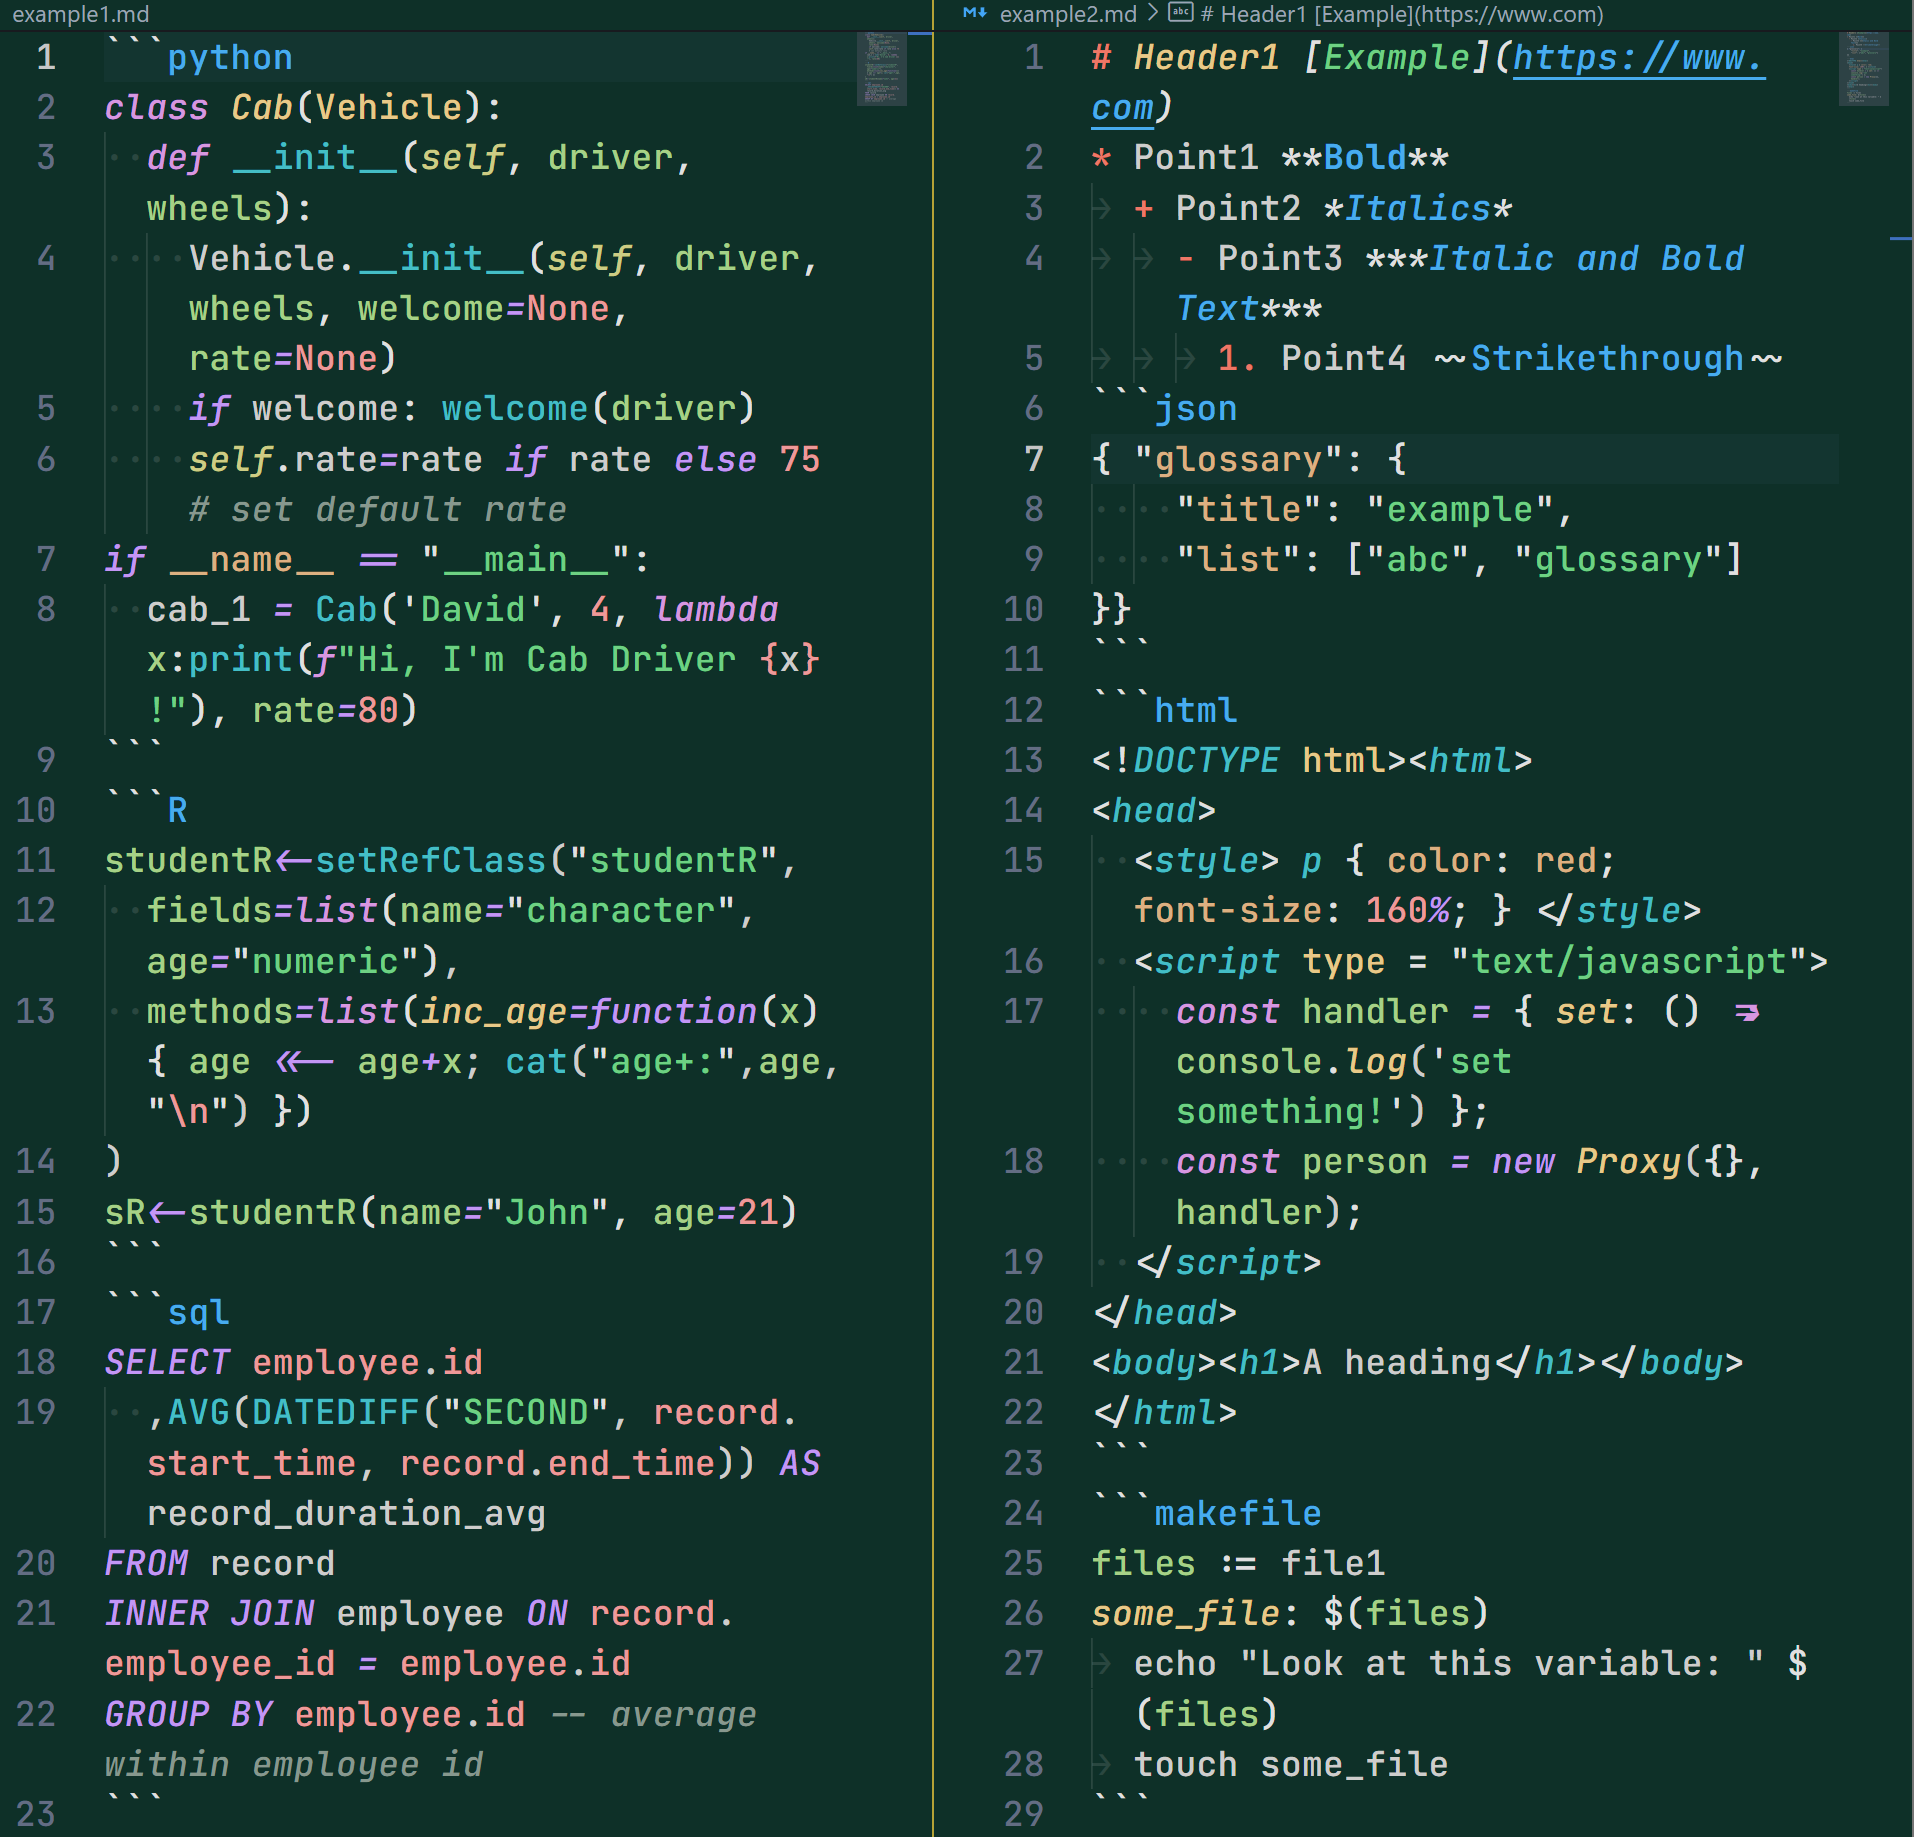 example1.md
1 ```python
2 class Cab(Vehicle):
3   def __init__(self, driver,
  wheels):
4     Vehicle.__init__(self, driver,
    wheels, welcome=None,
    rate=None)
5     if welcome: welcome(driver)
6     self.rate=rate if rate else 75
    # set default rate
7 if __name__ == "__main__":
8   cab_1 = Cab('David', 4, lambda
  x:print(f"Hi, I'm Cab Driver {x}
  !"), rate=80)
9 ```
10 ```R
11 studentR<-setRefClass("studentR",
12   fields=list(name="character",
  age="numeric"),
13   methods=list(inc_age=function(x)
  { age <<- age+x; cat("age+:",age,
  "\n") })
14 )
15 sR<-studentR(name="John", age=21)
16 ```
17 ```sql
18 SELECT employee.id
19   ,AVG(DATEDIFF("SECOND", record.
  start_time, record.end_time)) AS
  record_duration_avg
20 FROM record
21 INNER JOIN employee ON record.
employee_id = employee.id
22 GROUP BY employee.id -- average
within employee id
23 ```
example2.md > # Header1 [Example](https://www.com)
1 # Header1 [Example](https://www.
com)
2 * Point1 **Bold**
3   + Point2 *Italics*
4     - Point3 ***Italic and Bold
    Text***
5       1. Point4 ~~Strikethrough~~
6 ```json
7 { "glossary": {
8     "title": "example",
9     "list": ["abc", "glossary"]
10 }}
11 ```
12 ```html
13 <!DOCTYPE html><html>
14 <head>
15   <style> p { color: red;
  font-size: 160%; } </style>
16   <script type = "text/javascript">
17     const handler = { set: () =>
    console.log('set
    something!') };
18     const person = new Proxy({},
    handler);
19   </script>
20 </head>
21 <body><h1>A heading</h1></body>
22 </html>
23 ```
24 ```makefile
25 files := file1
26 some_file: $(files)
27   echo "Look at this variable: " $
  (files)
28   touch some_file
29 ```